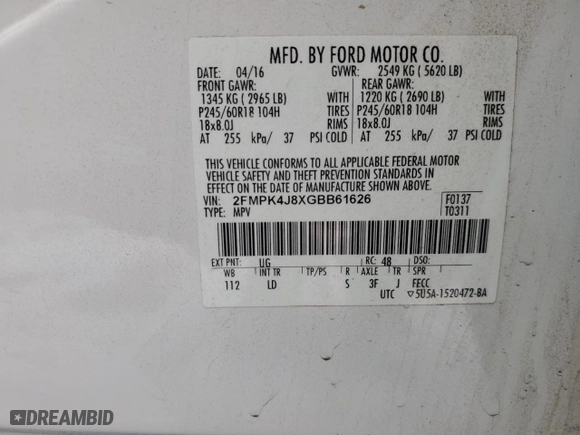 MFD. BY FORD MOTOR CO.
DATE: 04/16 GVWR: 2549 KG ( 5620 LB)
FRONT GAWR: REAR GAWR:
1345 KG ( 2965 LB) WITH 1220 KG ( 2690 LB) WITH
P245/60R18 104H TIRES P245/60R18 104H TIRES
18x8.0J RIMS 18x8.0J RIMS
AT 255 kPa/ 37 PSI COLD AT 255 kPa/ 37 PSI COLD
THIS VEHICLE CONFORMS TO ALL APPLICABLE FEDERAL MOTOR
VEHICLE SAFETY AND THEFT PREVENTION STANDARDS IN
EFFECT ON THE DATE OF MANUFACTURE SHOWN ABOVE.
VIN: 2FMPK4J8XGBB61626 F0137
TYPE: MPV T0311
EXT PNT: UG RC: 48 DSO:
WB INT TR TP/PS R AXLE TR SPR
112 LD S 3F J FECC
UTC ▽5U5A-1520472-BA
DREAMBID